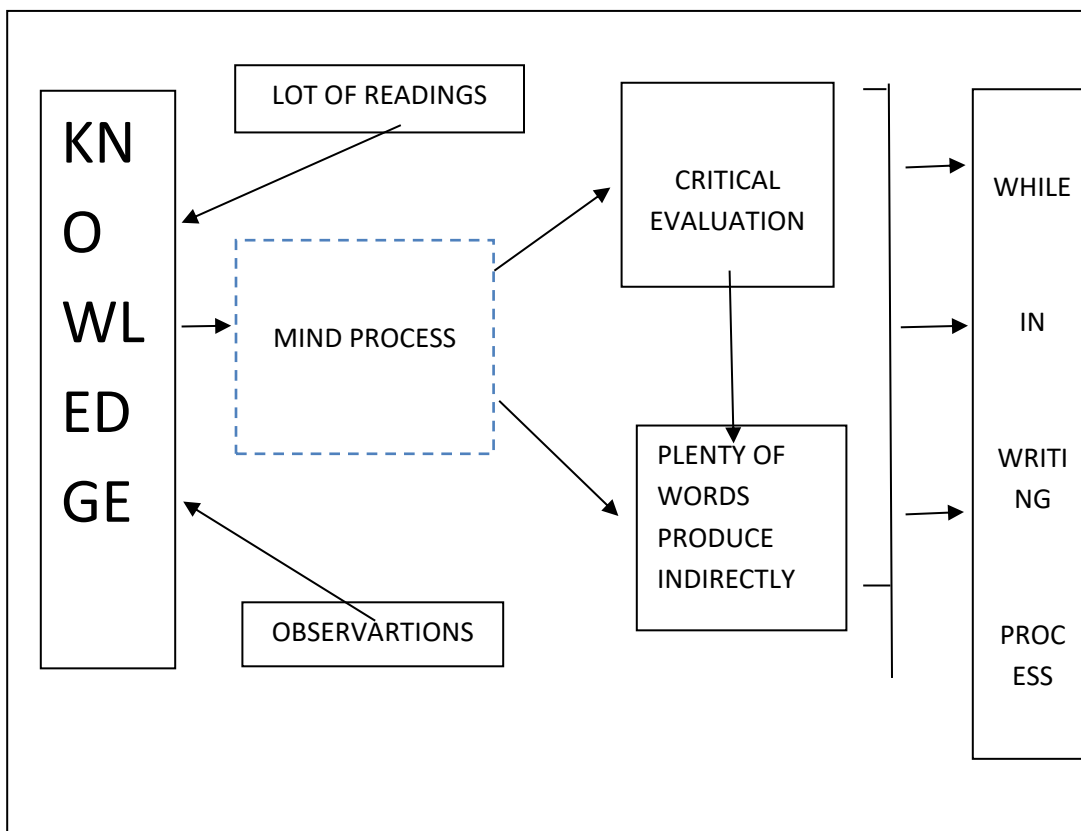 LOT OF READINGS
KN
O
WL
ED
GE
MIND PROCESS
OBSERVARTIONS
CRITICAL
EVALUATION
PLENTY OF
WORDS
PRODUCE
INDIRECTLY
WHILE
IN
WRITI
NG
PROC
ESS